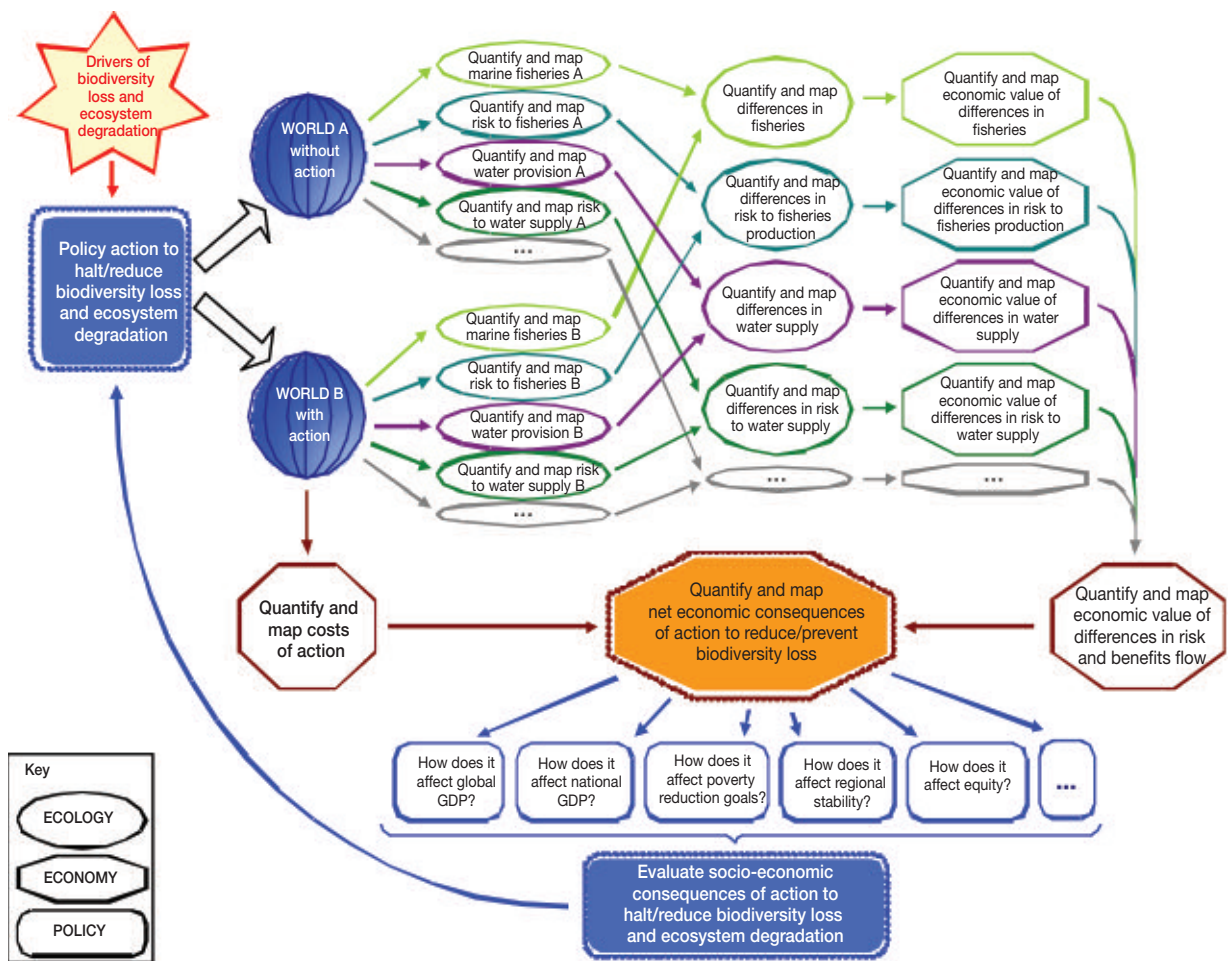 Drivers of
biodiversity
loss and
ecosystem
degradation
Policy action to
halt/reduce
biodiversity loss
and ecosystem
degradation
WORLD A
without
action
WORLD B
with
action
Quantify and map
marine fisheries A
Quantify and map
risk to fisheries A
Quantify and map
water provision A
Quantify and map risk
to water supply A
...
Quantify and map
marine fisheries B
Quantify and map
risk to fisheries B
Quantify and map
water provision B
Quantify and map risk
to water supply B
...
Quantify and map
differences in
fisheries
Quantify and map
differences in
risk to fisheries
production
Quantify and map
differences in
water supply
Quantify and map
differences in risk
to water supply
...
Quantify and map
economic value of
differences in
fisheries
Quantify and map
economic value of
differences in risk to
fisheries production
Quantify and map
economic value of
differences in water
supply
Quantify and map
economic value of
differences in risk
to water supply
...
Quantify and
map costs
of action
Quantify and map
net economic consequences
of action to reduce/prevent
biodiversity loss
Quantify and map
economic value of
differences in risk
and benefits flow
How does it
affect global
GDP?
How does it
affect national
GDP?
How does it
affect poverty
reduction goals?
How does it
affect regional
stability?
How does it
affect equity?
...
Evaluate socio-economic
consequences of action to
halt/reduce biodiversity loss
and ecosystem degradation
Key
ECOLOGY
ECONOMY
POLICY